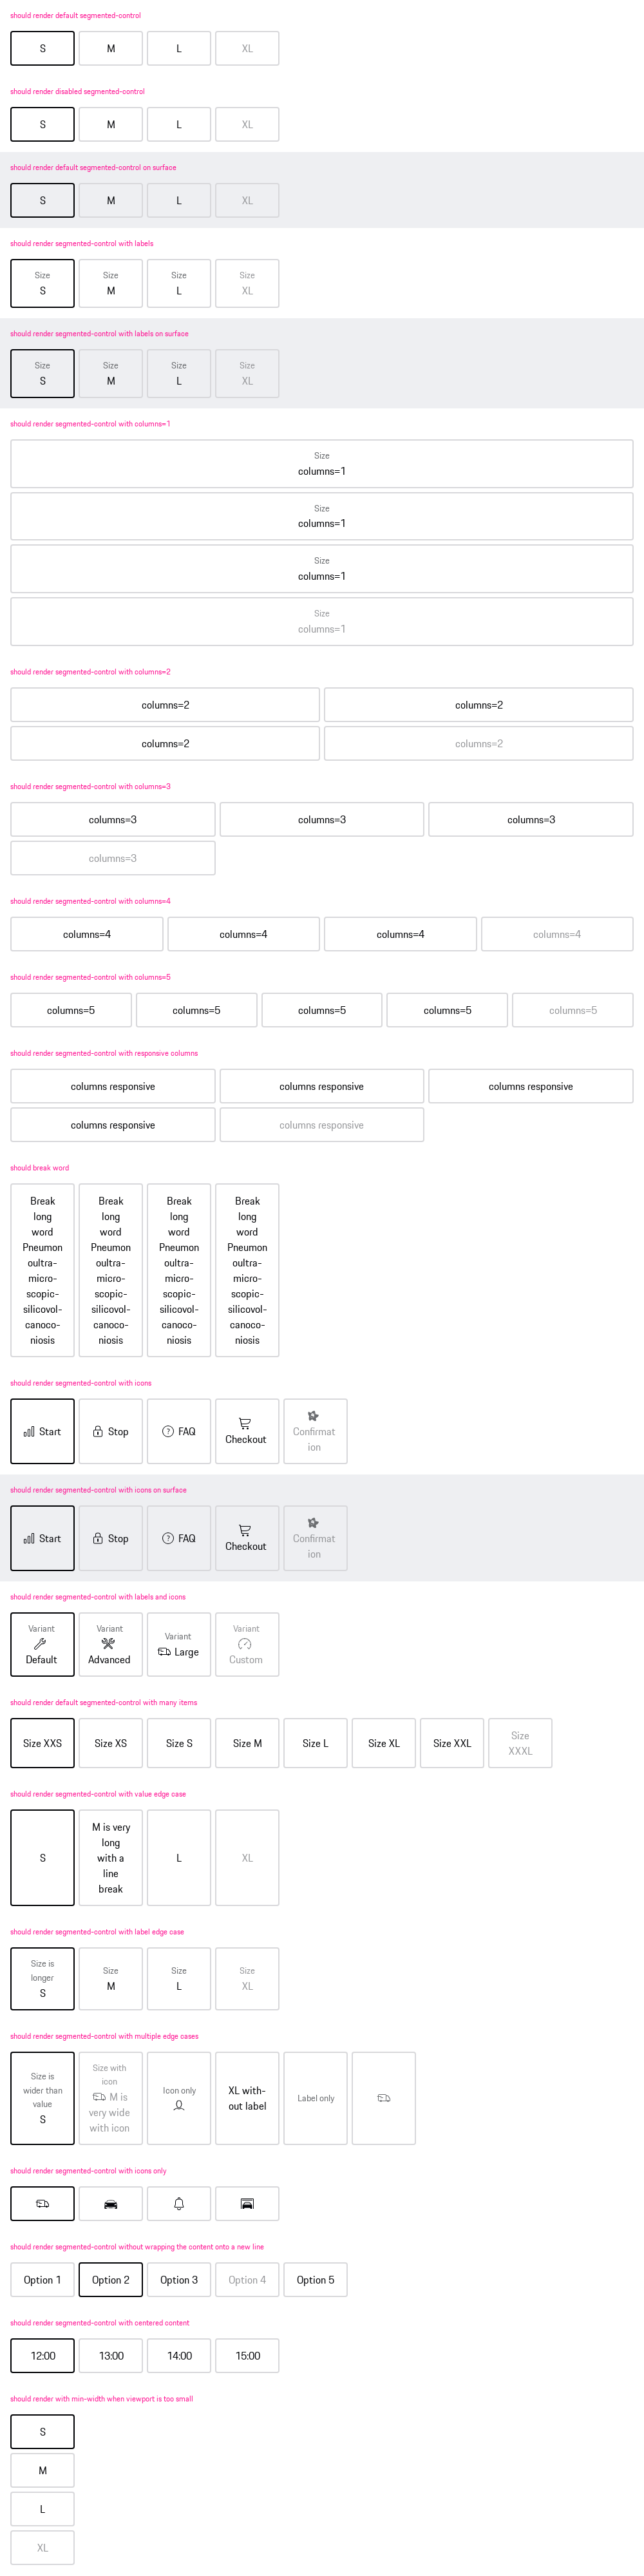 should render default segmented-control
S M L XL
should render disabled segmented-control
S M L XL
should render default segmented-control on surface
S M L XL
should render segmented-control with labels
Size Size Size Size
S M L XL
should render segmented-control with labels on surface
Size Size Size Size
S M L XL
should render segmented-control with columns=1
Size
columns=1
Size
columns=1
Size
columns=1
Size
columns=1
should render segmented-control with columns=2
columns=2 columns=2
columns=2 columns=2
should render segmented-control with columns=3
columns=3 columns=3 columns=3
columns=3
should render segmented-control with columns=4
columns=4 columns=4 columns=4 columns=4
should render segmented-control with columns=5
columns=5 columns=5 columns=5 columns=5 columns=5
should render segmented-control with responsive columns
columns responsive columns responsive columns responsive
columns responsive columns responsive
should break word
Break Break Break Break
long long long long
word word word word
Pneumon Pneumon Pneumon Pneumon
oultra- oultra- oultra- oultra-
micro- micro- micro- micro-
scopic- scopic- scopic- scopic-
silicovol- silicovol- silicovol- silicovol-
canoco- canoco- canoco- canoco-
niosis niosis niosis niosis
should render segmented-control with icons
Start Stop FAQ Checkout Confirmat
ion
should render segmented-control with icons on surface
Start Stop FAQ Checkout Confirmat
ion
should render segmented-control with labels and icons
Variant Variant Variant Variant
Default Advanced Large Custom
should render default segmented-control with many items
Size XXS Size XS Size S Size M Size L Size XL Size XXL Size
XXXL
should render segmented-control with value edge case
S
M is very
long
with a
line
break
L XL
should render segmented-control with label edge case
Size is
longer
S
Size
M
Size
L
Size
XL
should render segmented-control with multiple edge cases
Size is
wider than
value
S
Size with
icon
M is
very wide
with icon
Icon only
XL with-
out label
Label only
should render segmented-control with icons only
should render segmented-control without wrapping the content onto a new line
Option 1 Option 2 Option 3 Option 4 Option 5
should render segmented-control with centered content
12:00 13:00 14:00 15:00
should render with min-width when viewport is too small
S
M
L
XL